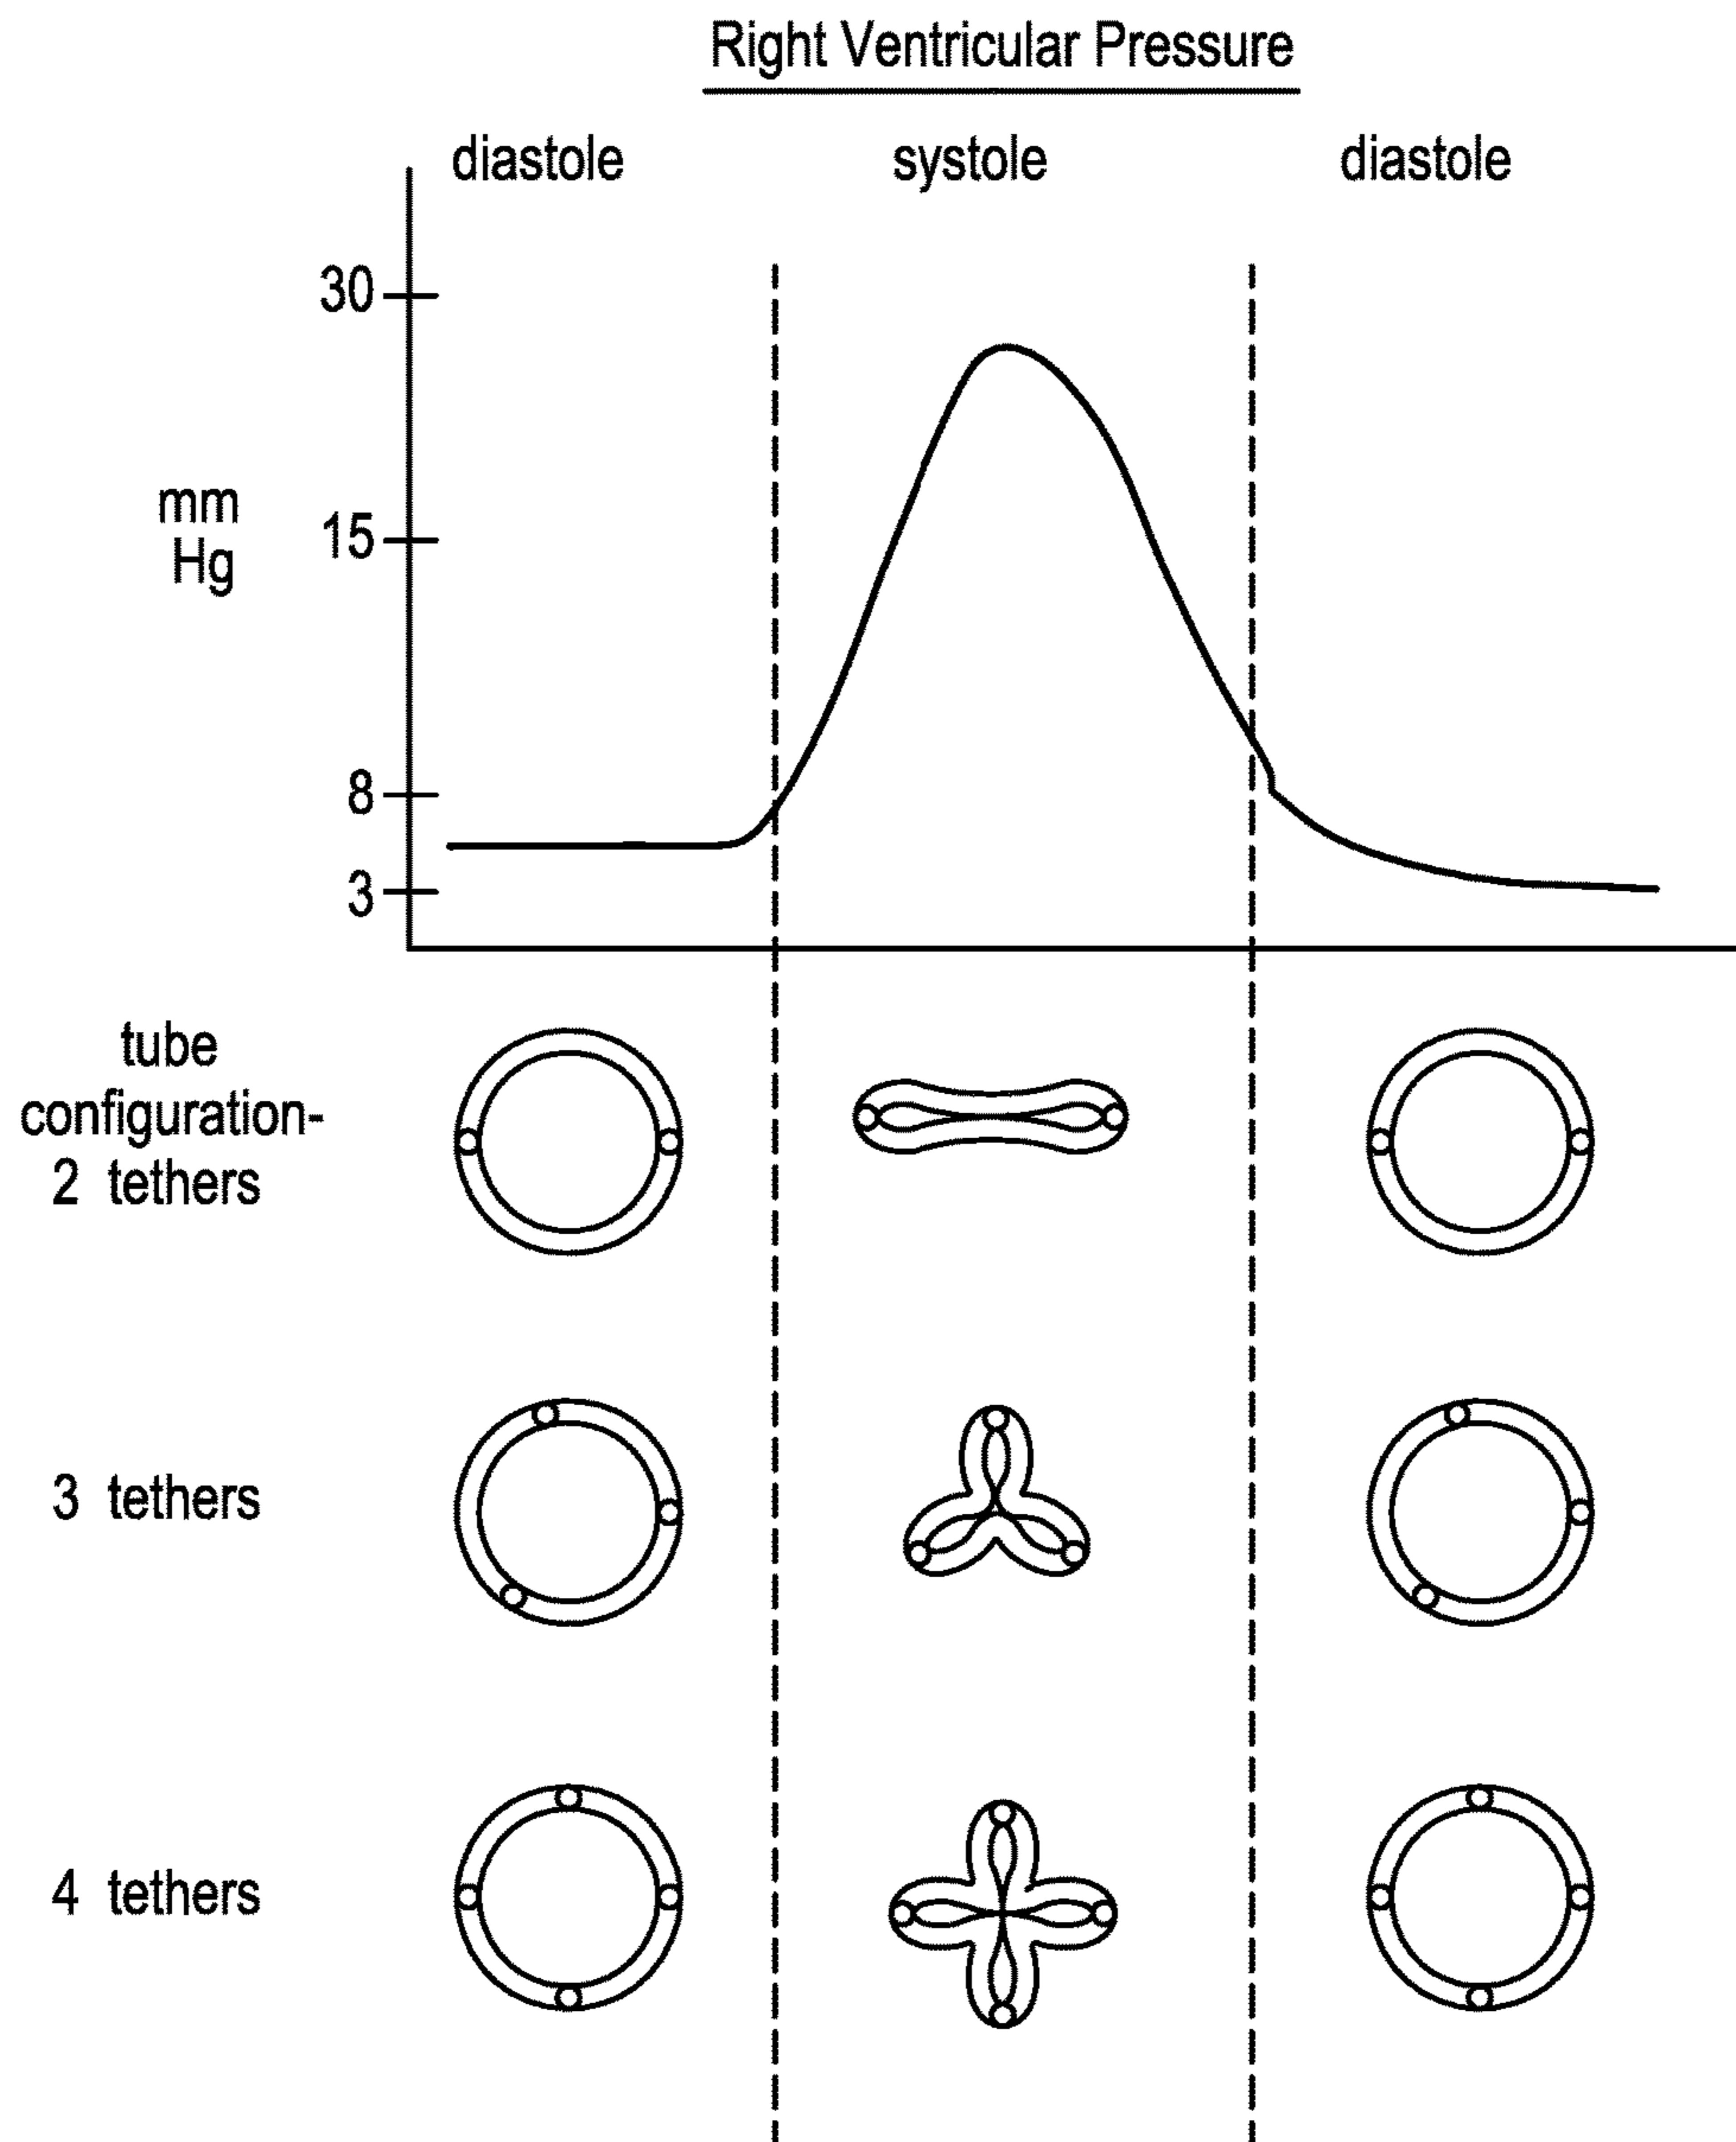 Right Ventricular Pressure
diastole systole diastole
30
mm
Hg
15
8
3
tube
configuration-
2 tethers
3 tethers
4 tethers